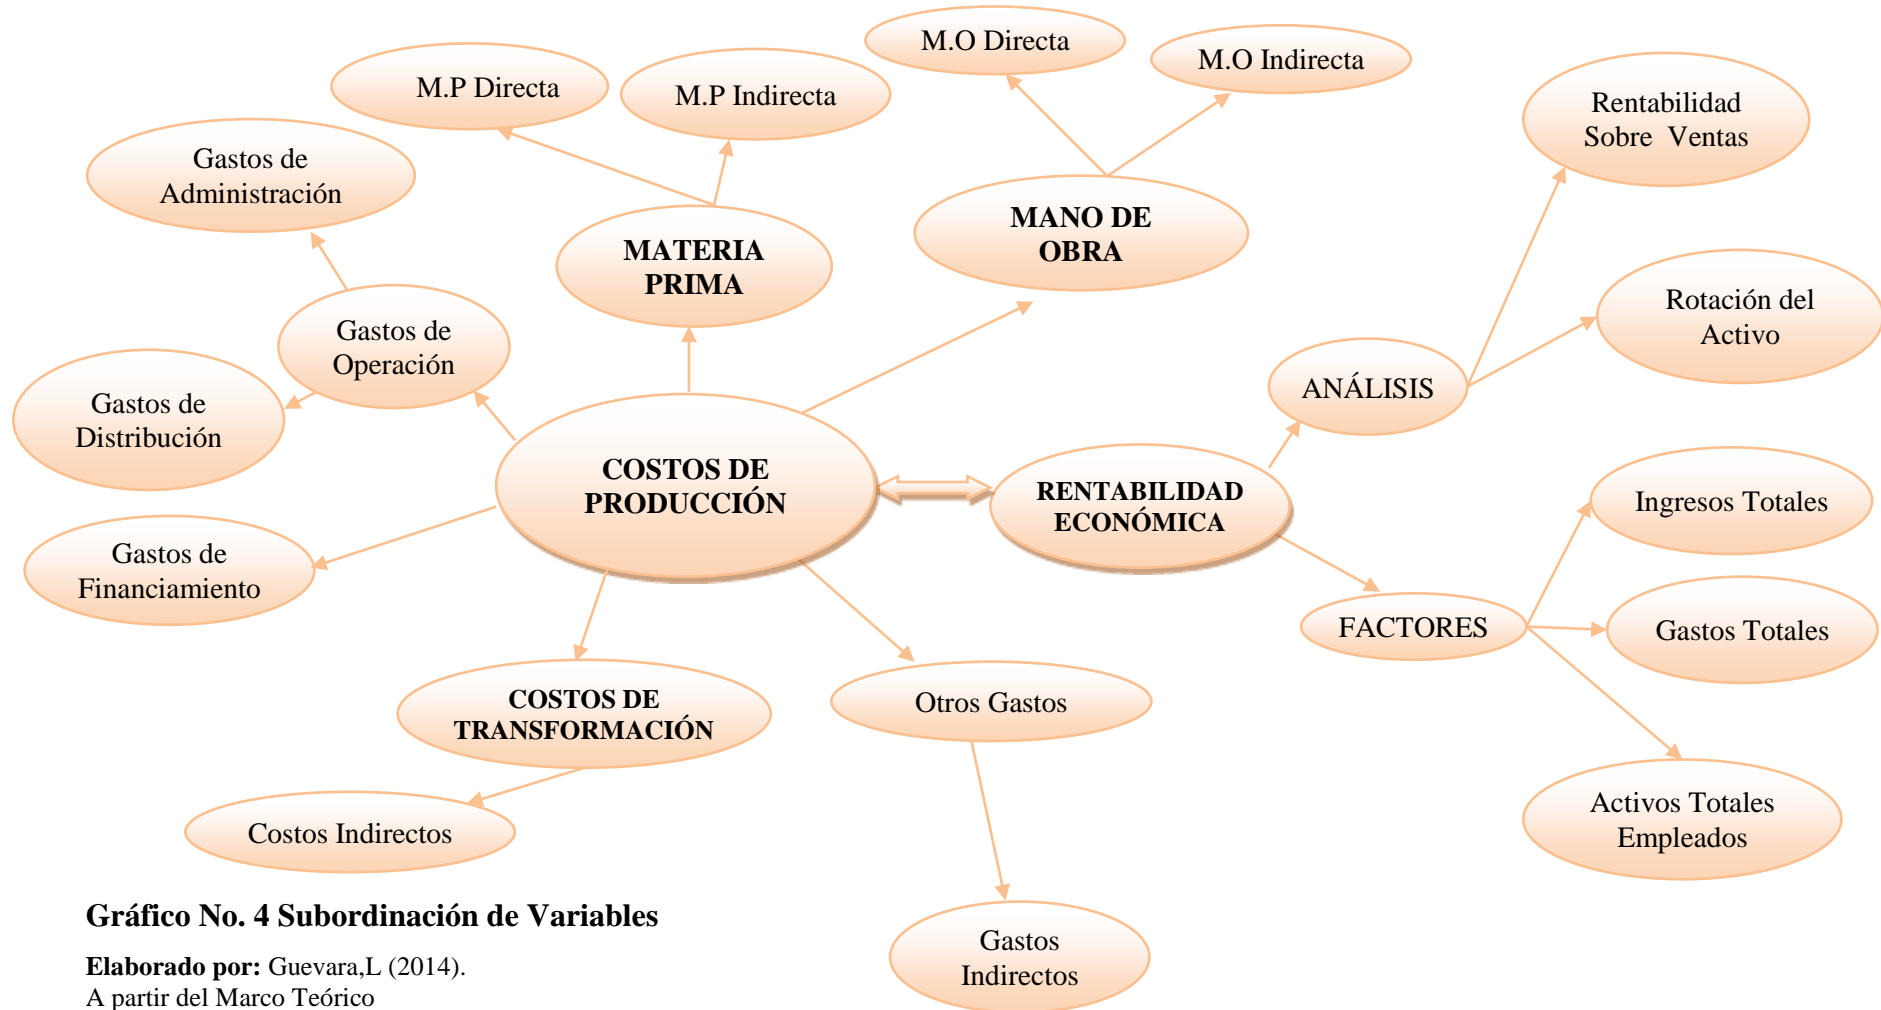 M.O Directa
M.O Indirecta
M.P Directa
M.P Indirecta
Rentabilidad
Sobre Ventas
Gastos de
Administración
MATERIA
PRIMA
MANO DE
OBRA
Gastos de
Operación
Rotación del
Activo
Gastos de
Distribución
ANÁLISIS
COSTOS DE
PRODUCCIÓN
RENTABILIDAD
ECONÓMICA
Ingresos Totales
Gastos de
Financiamiento
FACTORES
Gastos Totales
COSTOS DE
TRANSFORMACIÓN
Otros Gastos
Activos Totales
Empleados
Costos Indirectos
Gastos
Indirectos
Gráfico No. 4 Subordinación de Variables
Elaborado por: Guevara,L (2014).
A partir del Marco Teórico